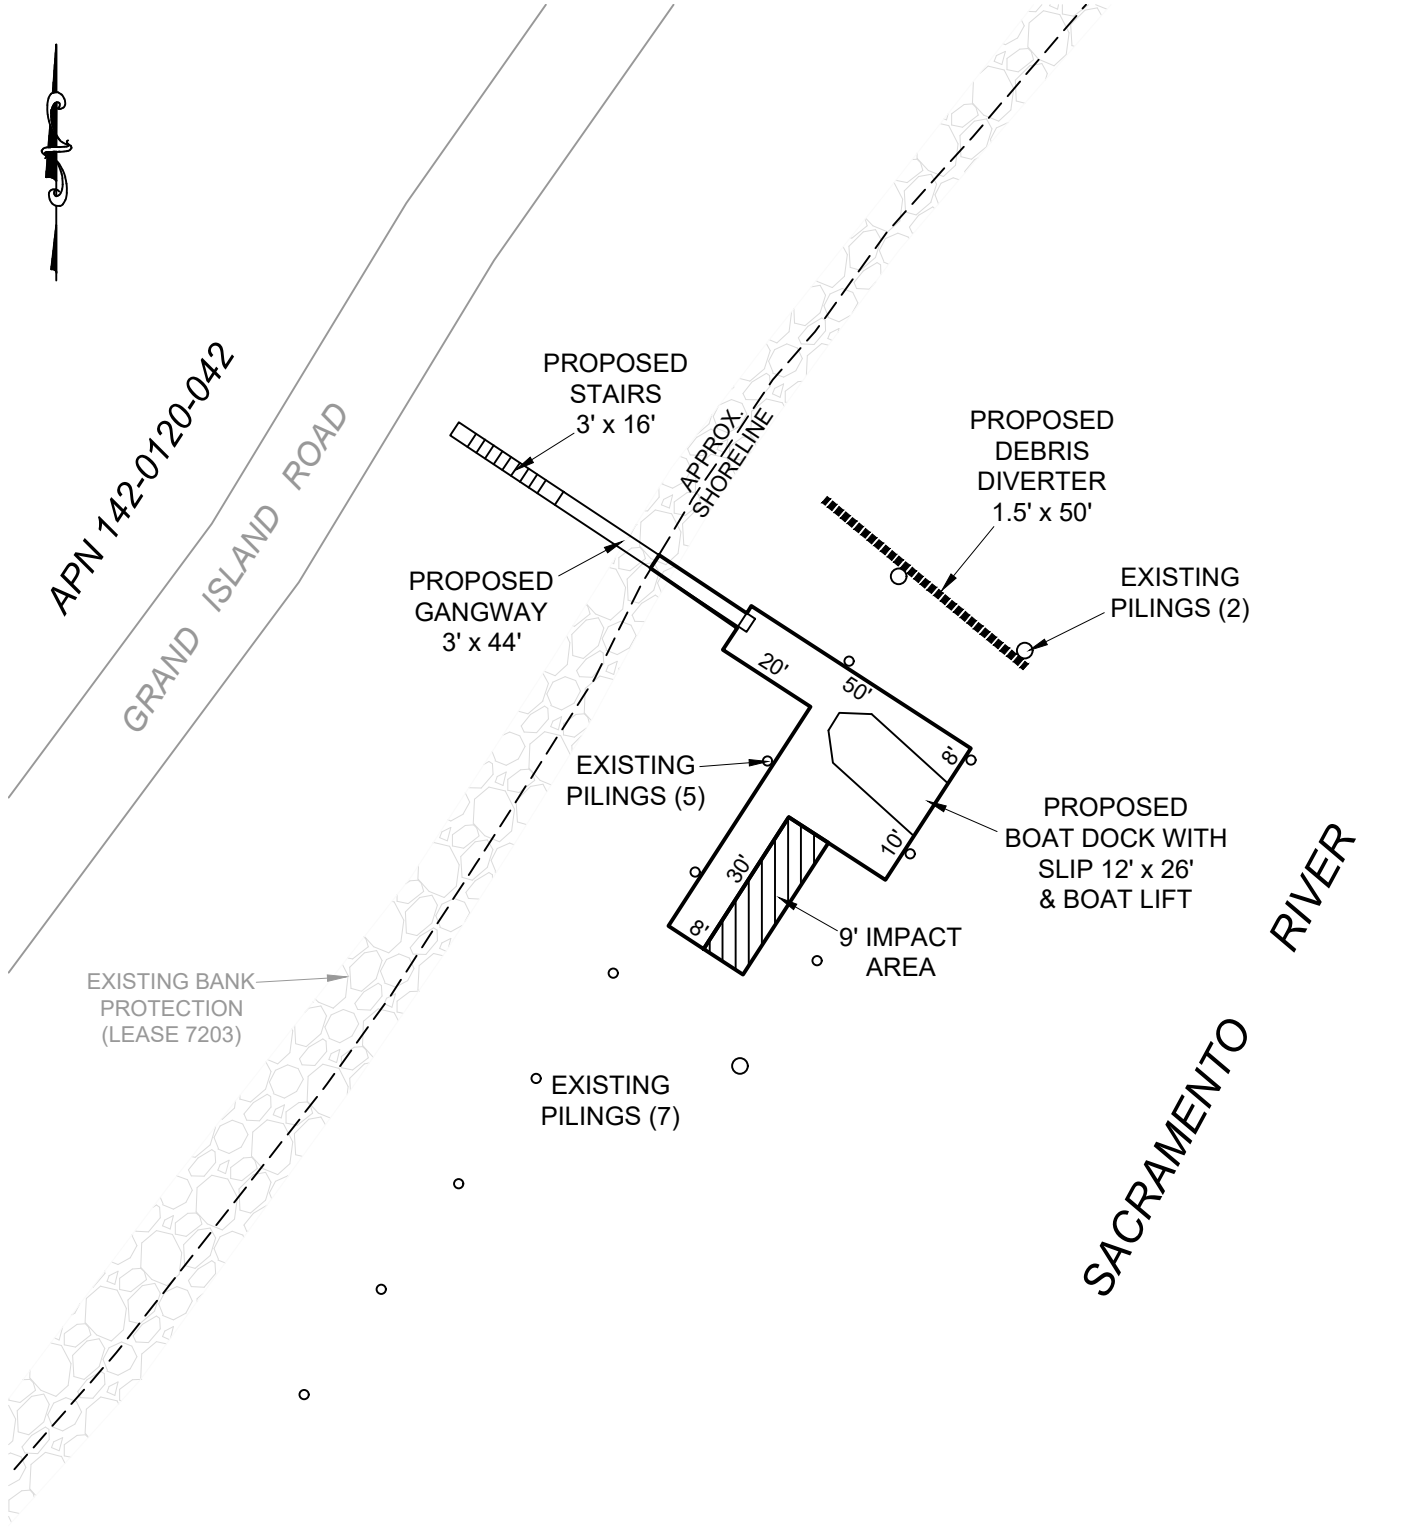 PROPOSED
STAIRS
3' x 16'
APN 142-0120-042
GRAND ISLAND ROAD
APPROX.
SHORELINE
PROPOSED
DEBRIS
DIVERTER
1.5' x 50'
EXISTING
PILINGS (2)
PROPOSED
GANGWAY
3' x 44'
20'
50'
8'
EXISTING
PILINGS (5)
10'
30'
8'
PROPOSED
BOAT DOCK WITH
SLIP 12' x 26'
& BOAT LIFT
9' IMPACT
AREA
EXISTING BANK
PROTECTION
(LEASE 7203)
EXISTING
PILINGS (7)
SACRAMENTO RIVER